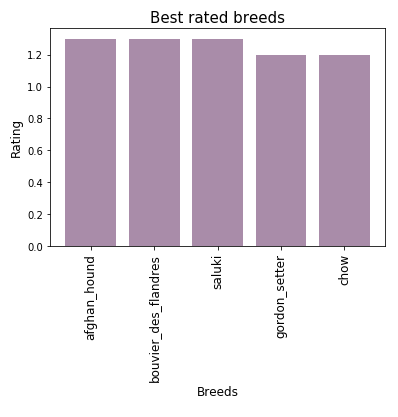 Best rated breeds
Rating
1.2
1.0
0.8
0.6
0.4
0.2
0.0
afghan_hound
bouvier_des_flandres
saluki
gordon_setter
chow
Breeds